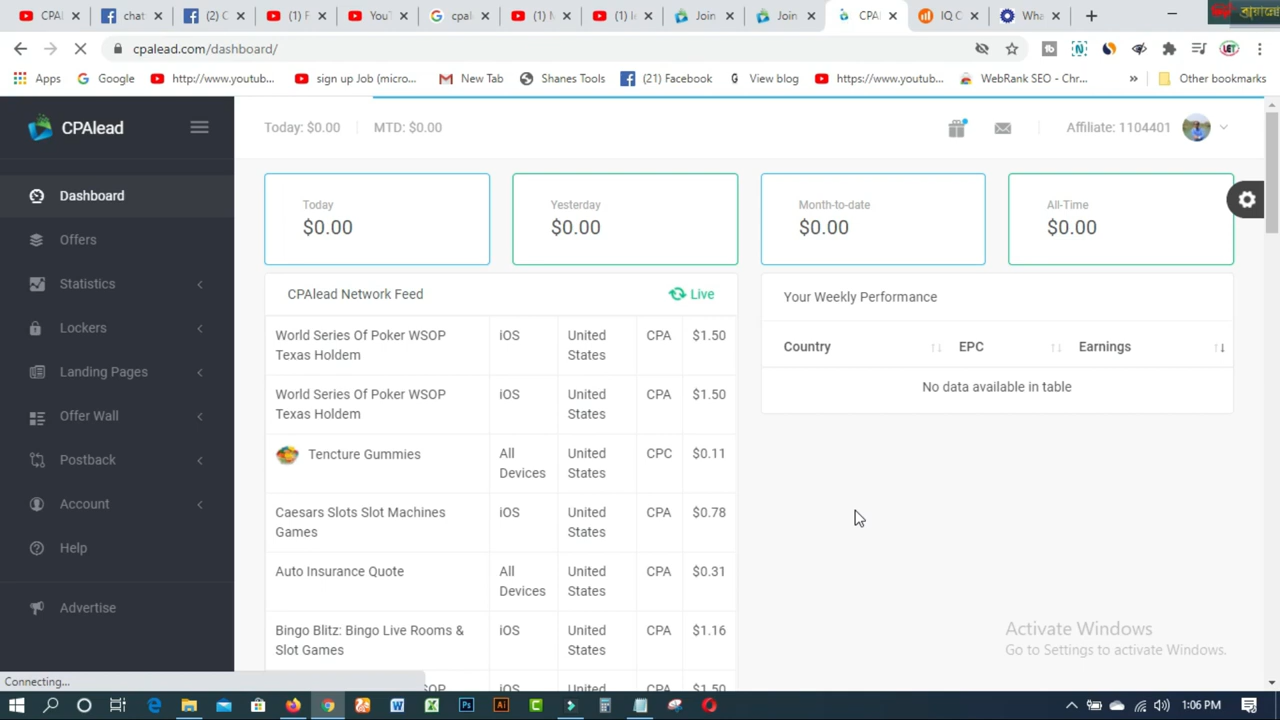 CPAL
chat
(2) C
(1) F
YouT
cpal
(1) l
Join
Join
CPAl
IQ
Wha
cpalead.com/dashboard/
Apps
Google
http://www.youtub...
sign up Job (micro...
New Tab
Shanes Tools
(21) Facebook
View blog
https://www.youtub...
WebRank SEO - Chr...
»
Other bookmarks
CPAlead
Today: $0.00
MTD: $0.00
Affiliate: 1104401
Dashboard
Offers
Statistics
Lockers
Landing Pages
Offer Wall
Postback
Account
Help
Advertise
Today
$0.00
Yesterday
$0.00
Month-to-date
$0.00
All-Time
$0.00
CPAlead Network Feed
Live
World Series Of Poker WSOP Texas Holdem iOS United States CPA $1.50
World Series Of Poker WSOP Texas Holdem iOS United States CPA $1.50
Tencture Gummies All Devices United States CPC $0.11
Caesars Slots Slot Machines Games iOS United States CPA $0.78
Auto Insurance Quote All Devices United States CPA $0.31
Bingo Blitz: Bingo Live Rooms & Slot Games iOS United States CPA $1.16
iOS United CPA $1.50
Your Weekly Performance
Country EPC Earnings
No data available in table
Activate Windows
Go to Settings to activate Windows.
Connecting...
1:06 PM